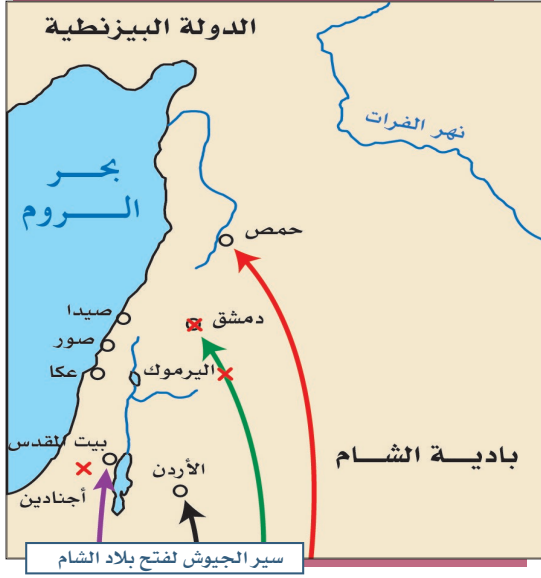 الدولة البيزنطية
نهر الفرات
بحر
الروم
حمص
صيدا
دمشق
صور
اليرموك
عكا
بيت المقدس
بادية الشام
الأردن
أجنادين
سير الجيوش لفتح بلاد الشام